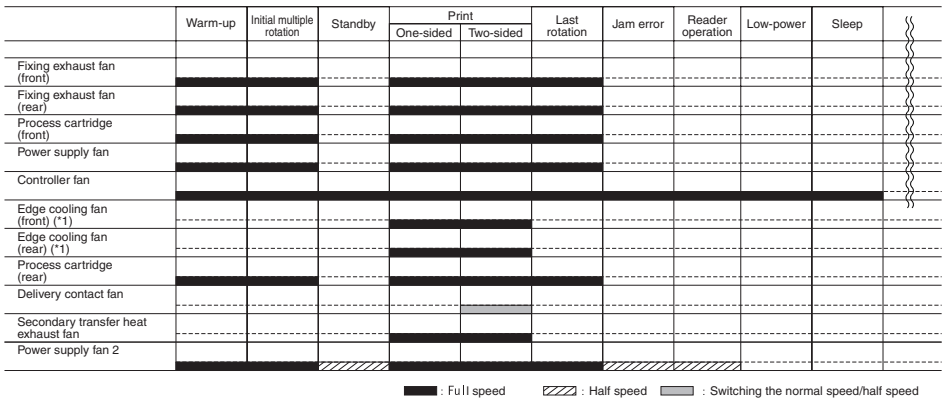 Warm-up
Initial multiple
rotation
Standby
Print
One-sided
Two-sided
Last
rotation
Jam error
Reader
operation
Low-power
Sleep
Fixing exhaust fan
(front)
Fixing exhaust fan
(rear)
Process cartridge
(front)
Power supply fan
Controller fan
Edge cooling fan
(front) (*1)
Edge cooling fan
(rear) (*1)
Process cartridge
(rear)
Delivery contact fan
Secondary transfer heat
exhaust fan
Power supply fan 2
: Full speed
: Half speed
: Switching the normal speed/half speed